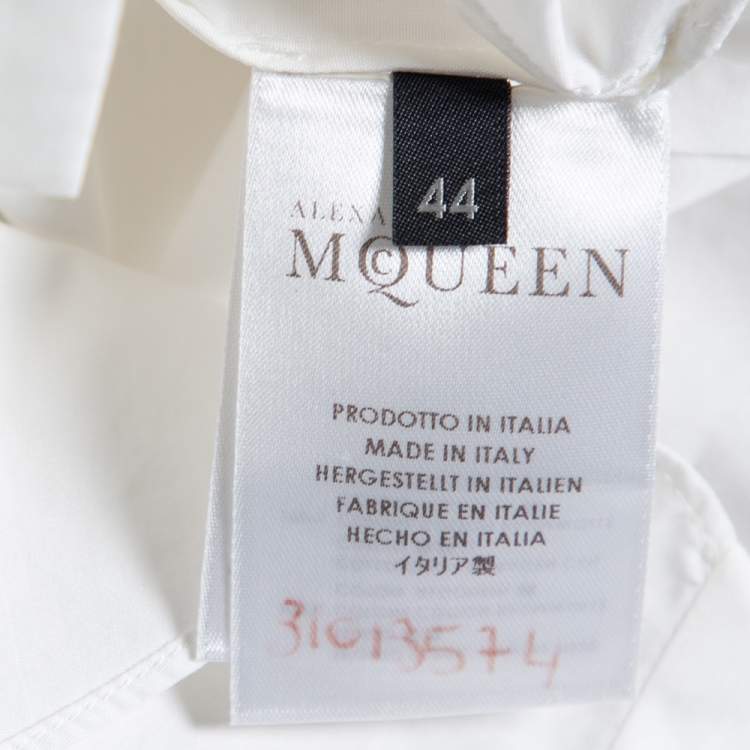 44
ALEXA
MCQUEEN
PRODOTTO IN ITALIA
MADE IN ITALY
HERGESTELLT IN ITALIEN
FABRIQUE EN ITALIE
HECHO EN ITALIA
イタリア製
31013574